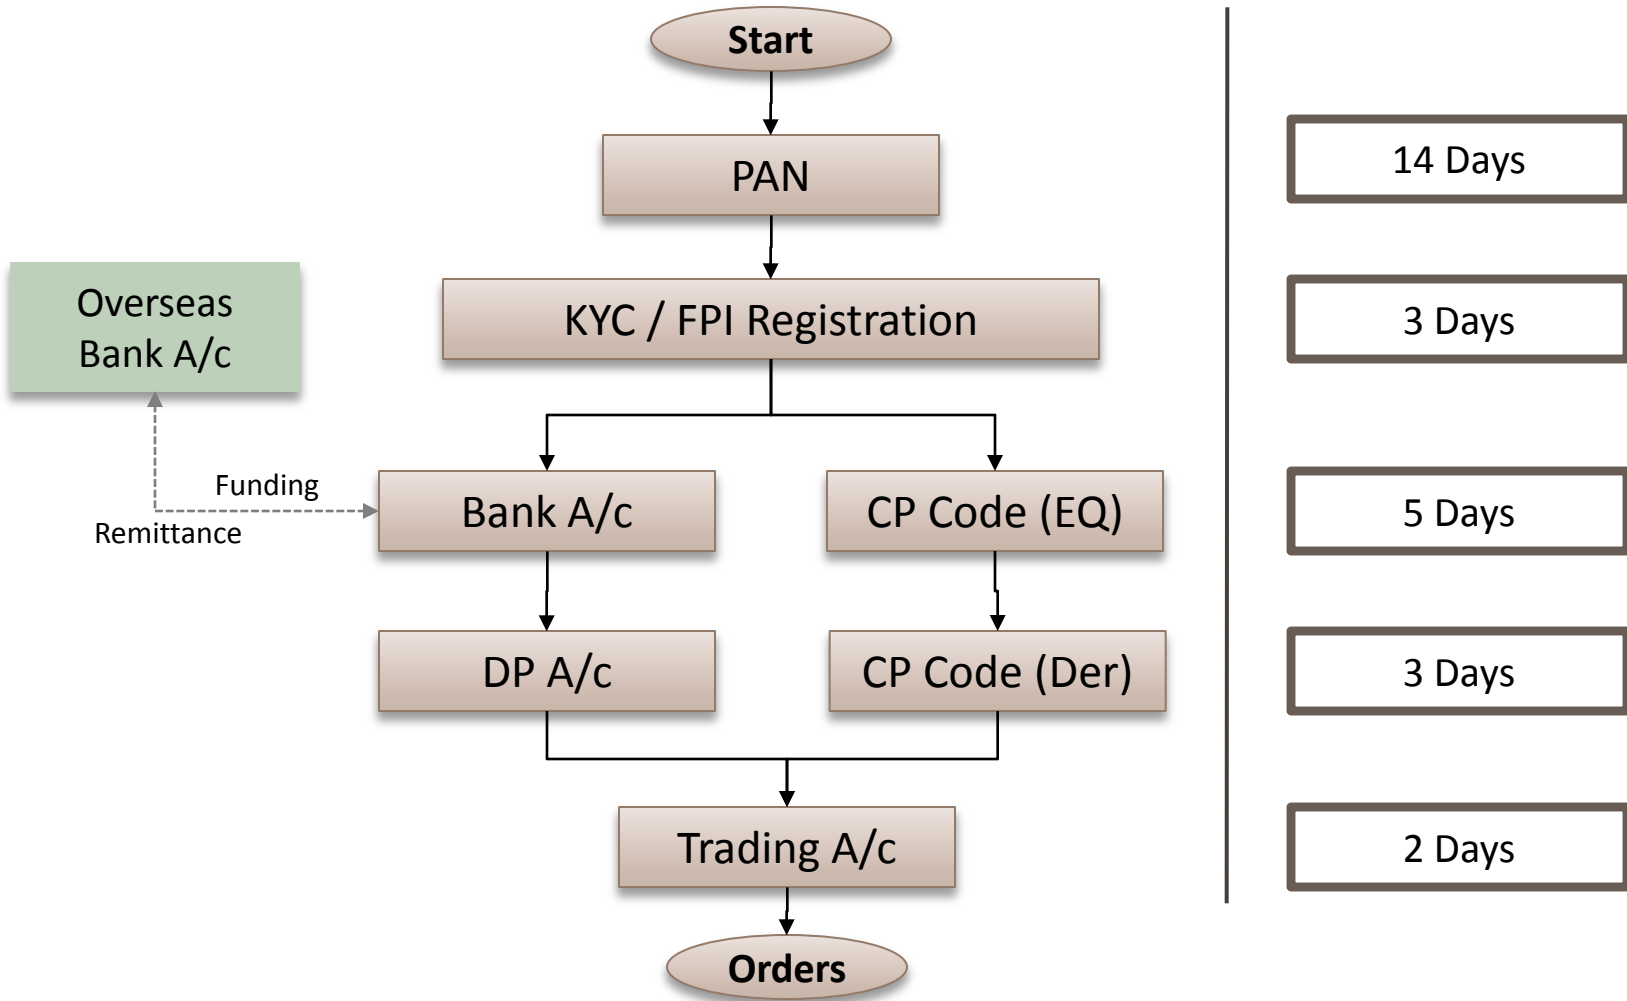 Start
PAN
14 Days
KYC / FPI Registration
3 Days
Overseas
Bank A/c
Funding
Remittance
Bank A/c
CP Code (EQ)
5 Days
DP A/c
CP Code (Der)
3 Days
Trading A/c
2 Days
Orders